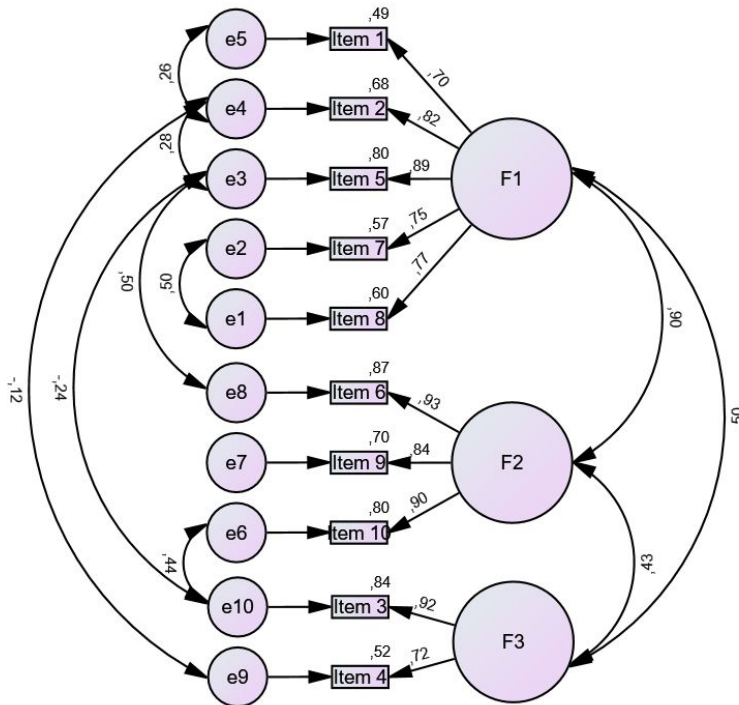 ,49
e5
Item 1
,70
,26
,68
e4
Item 2
,82
,28
,80
e3
Item 5
,89
F1
,57
e2
Item 7
,75
,50
,50
,60
e1
Item 8
,77
,90
,87
e8
Item 6
,93
-,12
-,24
,50
,70
e7
Item 9
,84
F2
,80
e6
Item 10
,90
,44
,43
,84
e10
Item 3
,92
F3
,52
e9
Item 4
,72